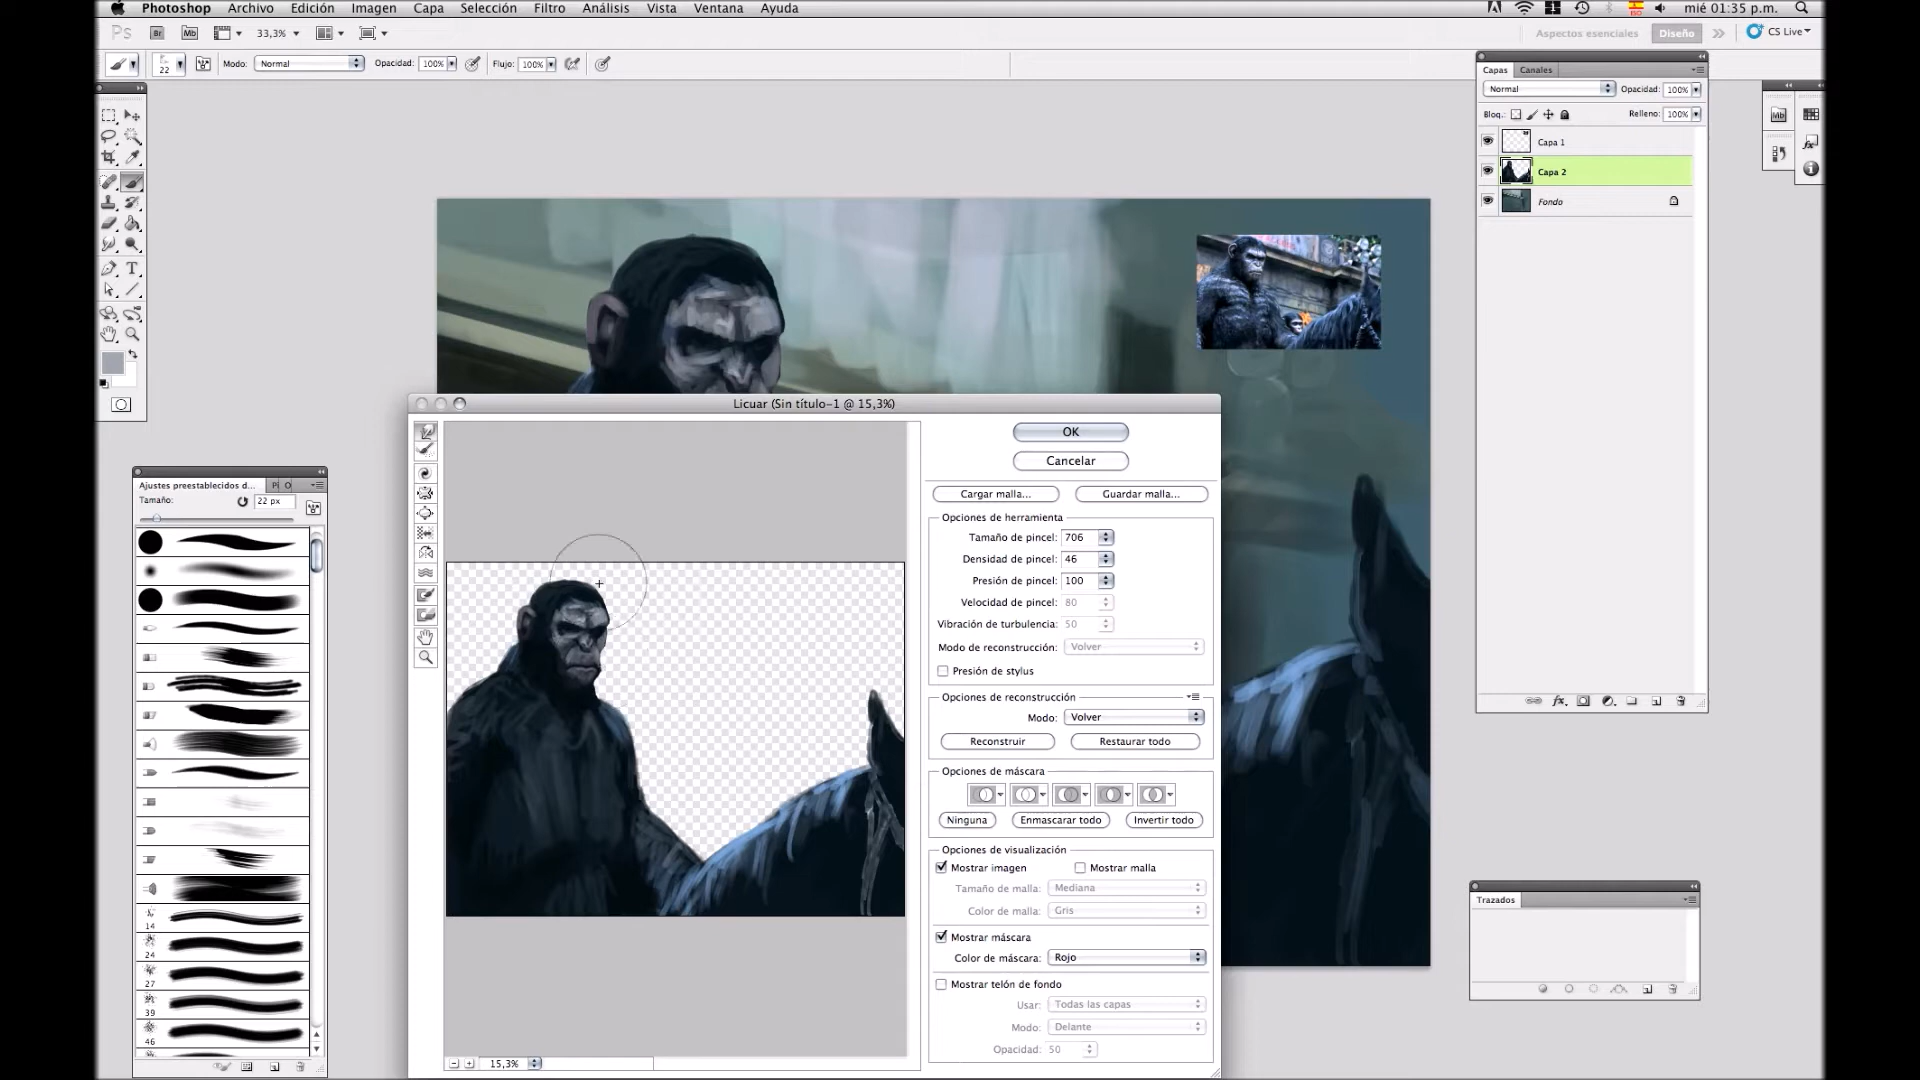 Photoshop Archivo Edición Imagen Capa Selección Filtro Análisis Vista Ventana Ayuda
ISO mié 01:35 p.m.
Ps Br Mb 33,3% Aspectos esenciales Diseño CS Live
22 Modo: Normal Opacidad: 100% Flujo: 100%
Capas Canales
Normal Opacidad: 100%
Bloq.: Relleno: 100%
Capa 1
Capa 2
Fondo
Mb
Licuar (Sin título-1 @ 15,3%)
OK
Cancelar
Cargar malla... Guardar malla...
Opciones de herramienta
Tamaño de pincel: 706
Densidad de pincel: 46
Presión de pincel: 100
Velocidad de pincel: 80
Vibración de turbulencia: 50
Modo de reconstrucción: Volver
Presión de stylus
Opciones de reconstrucción
Modo: Volver
Reconstruir Restaurar todo
Opciones de máscara
Ninguna Enmascarar todo Invertir todo
Opciones de visualización
Mostrar imagen Mostrar malla
Tamaño de malla: Mediana
Color de malla: Gris
Mostrar máscara
Color de máscara: Rojo
Mostrar telón de fondo
Usar: Todas las capas
Modo: Delante
Opacidad: 50
15,3%
Ajustes preestablecidos d... Pi O
Tamaño: 22 px
14
24
27
39
46
Trazados